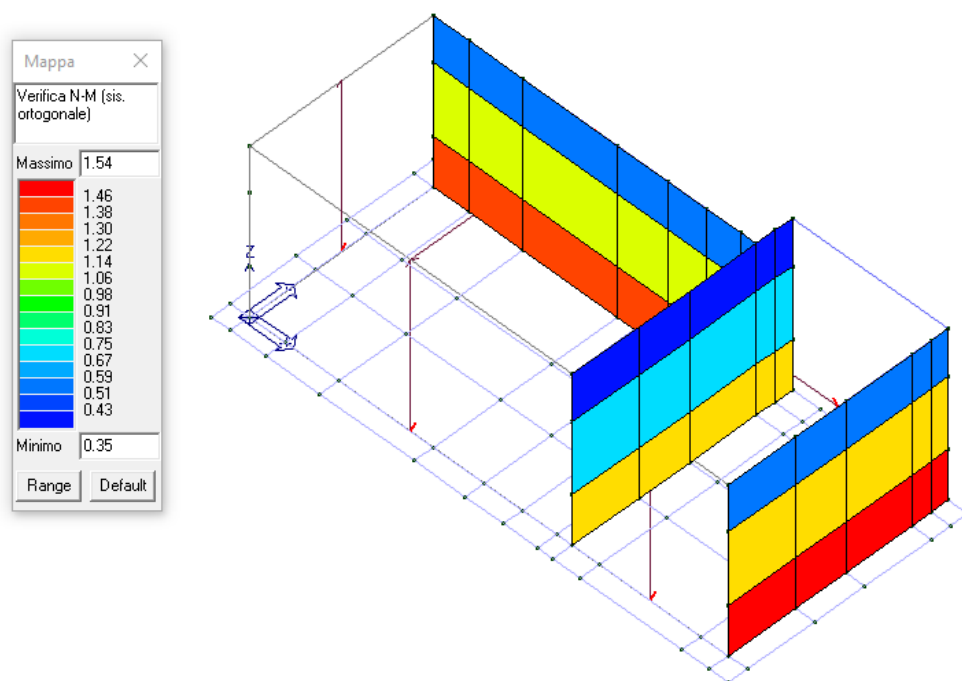 Mappa
Verifica N-M (sis.
ortogonale)
Massimo 1.54
1.46
1.38
1.30
1.22
1.14
1.06
0.98
0.91
0.83
0.75
0.67
0.59
0.51
0.43
Minimo 0.35
Range Default
Z